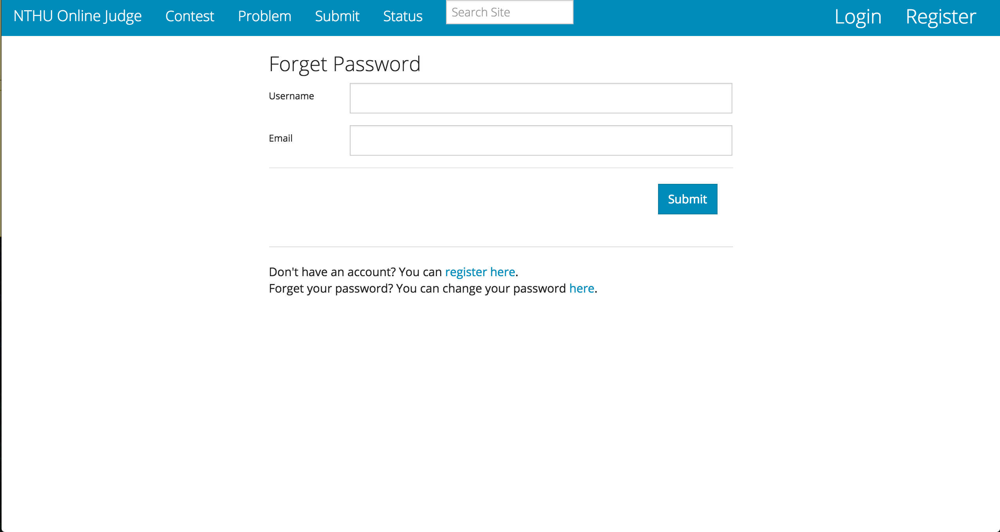 NTHU Online Judge Contest Problem Submit Status Search Site Login Register
Forget Password
Username
Email
Submit
Don't have an account? You can register here.
Forget your password? You can change your password here.